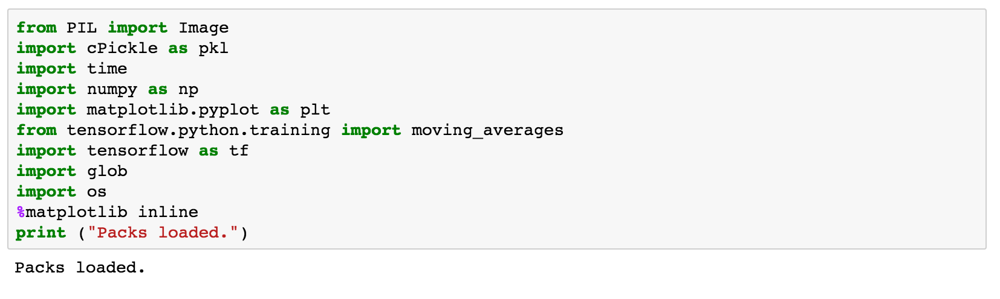 from PIL import Image
import cPickle as pkl
import time
import numpy as np
import matplotlib.pyplot as plt
from tensorflow.python.training import moving_averages
import tensorflow as tf
import glob
import os
%matplotlib inline
print ("Packs loaded.")
Packs loaded.